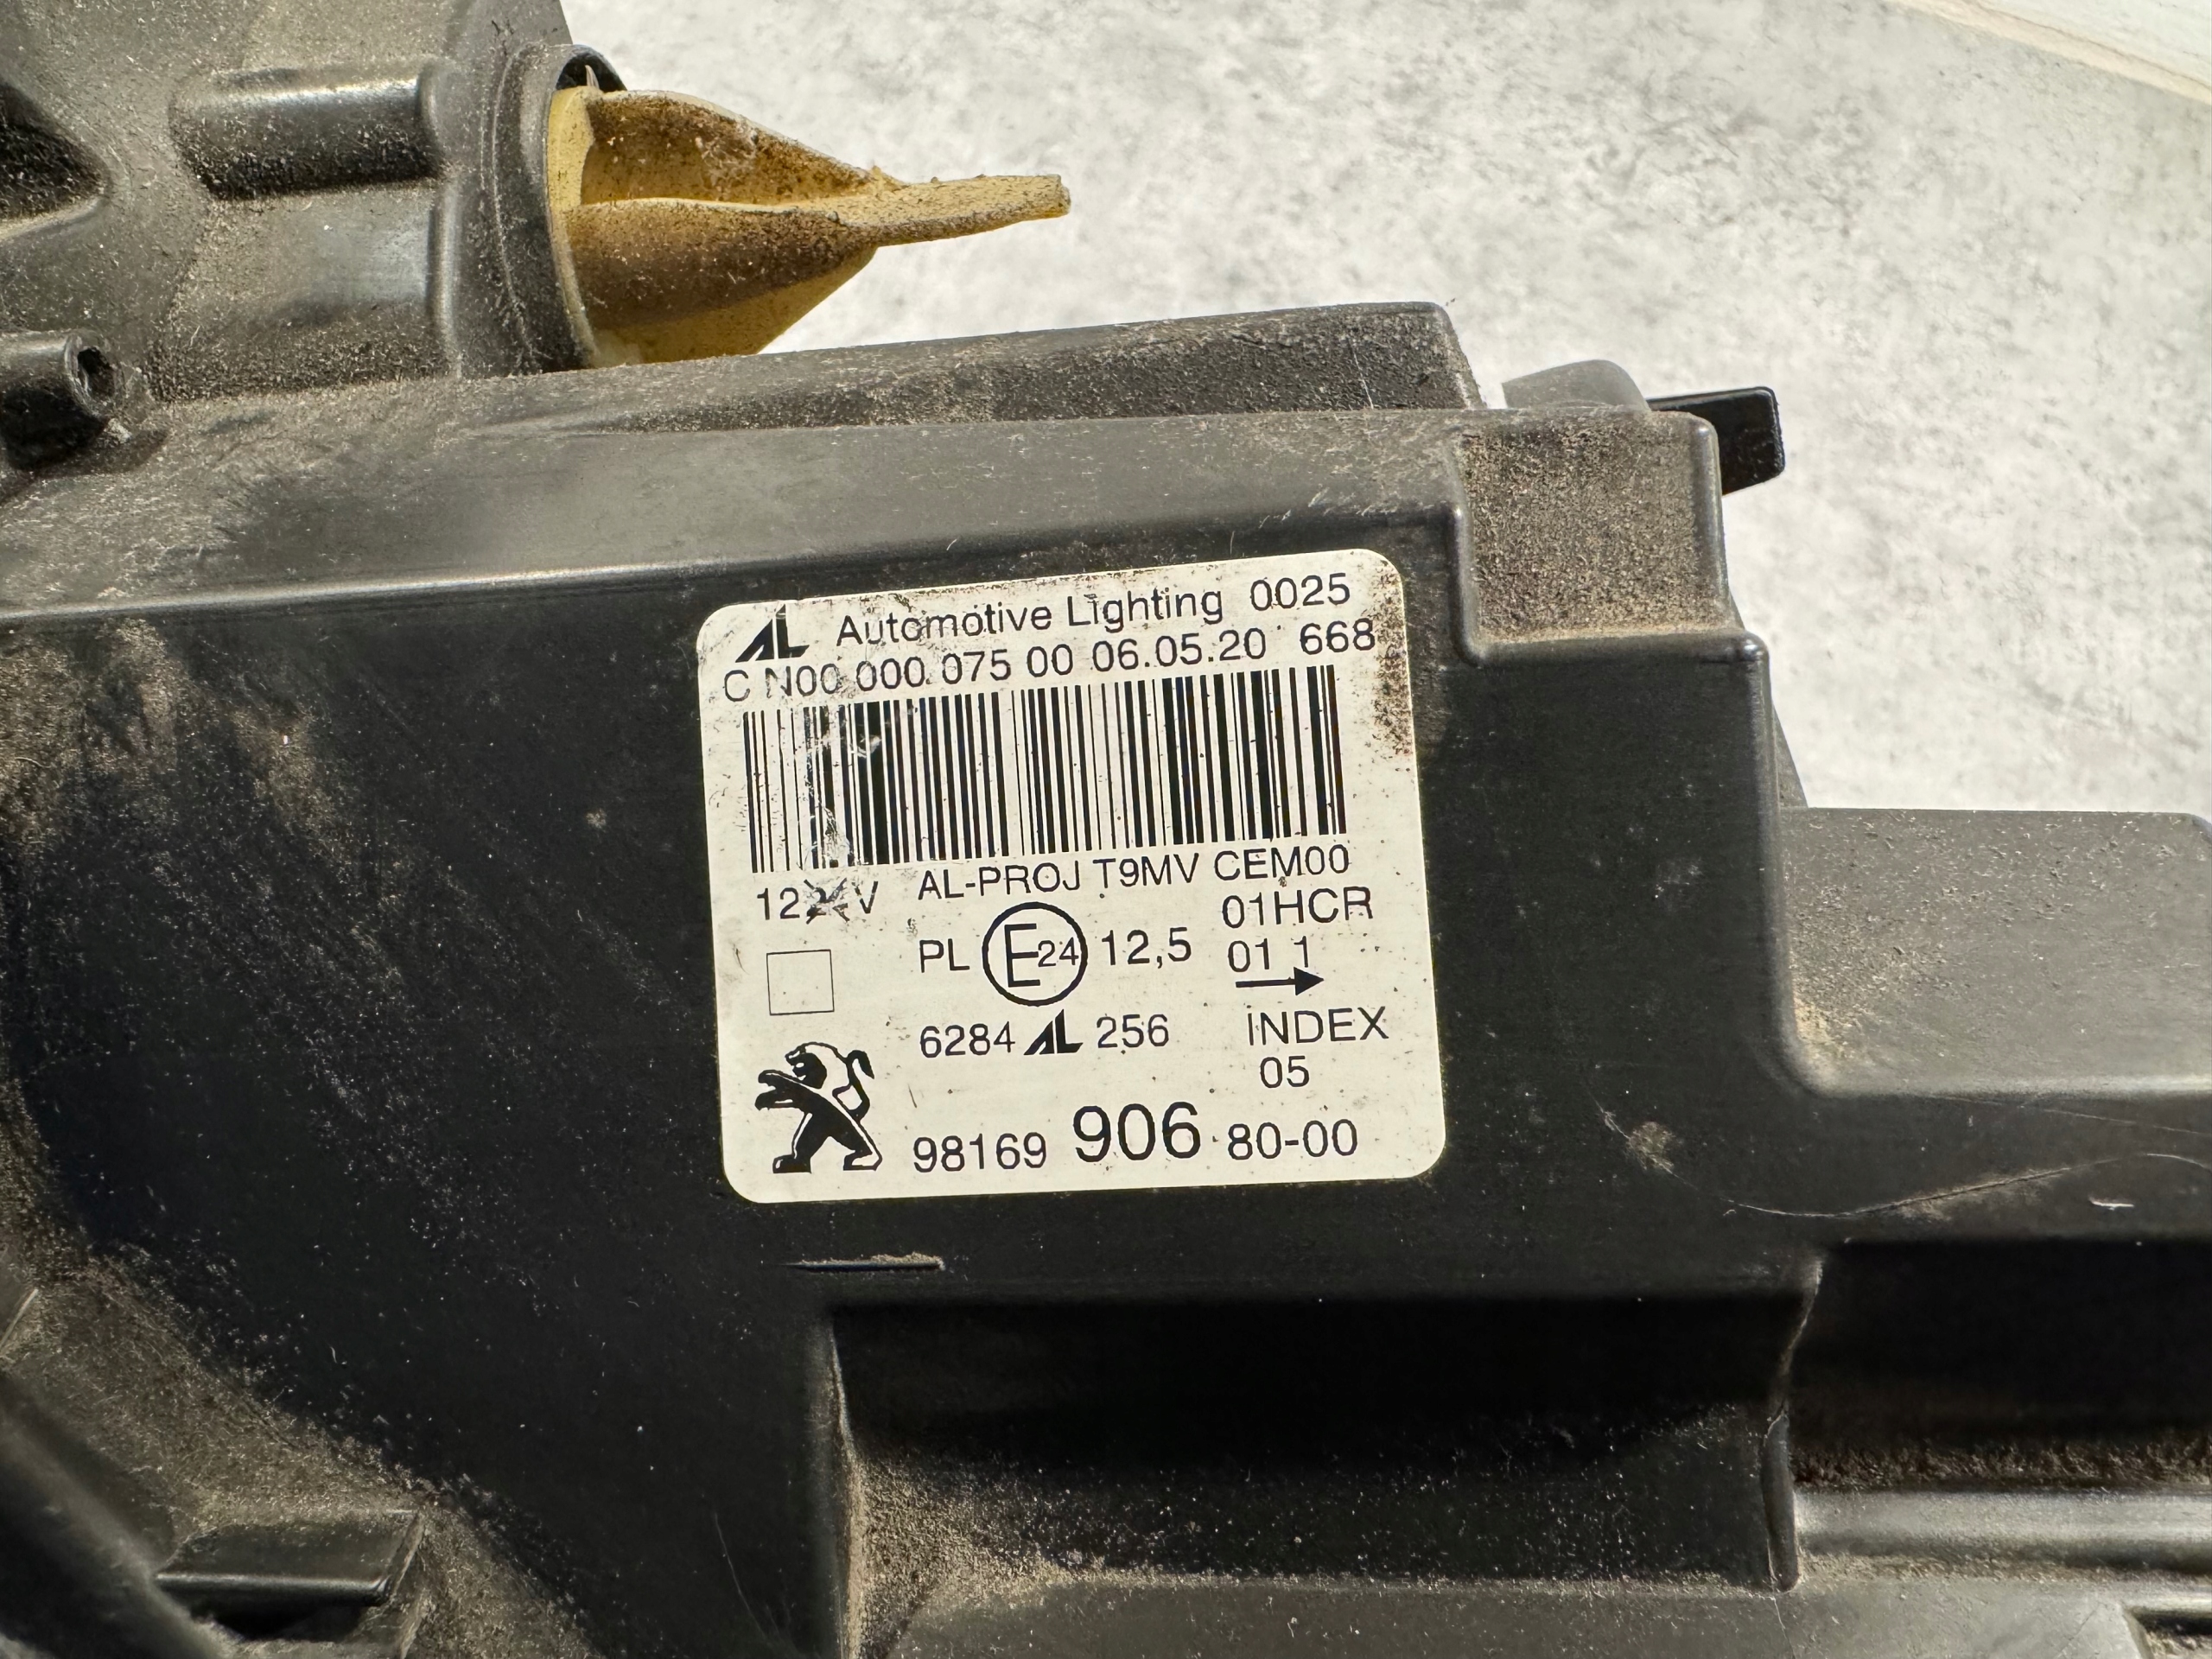 AL Automotive Lighting 0025
C N00 000 075 00 06.05.20 668
12 V AL-PROJ T9MV CEM00
01HCR
PL E24 12,5 01 1
6284 AL 256 INDEX
05
98169 906 80-00